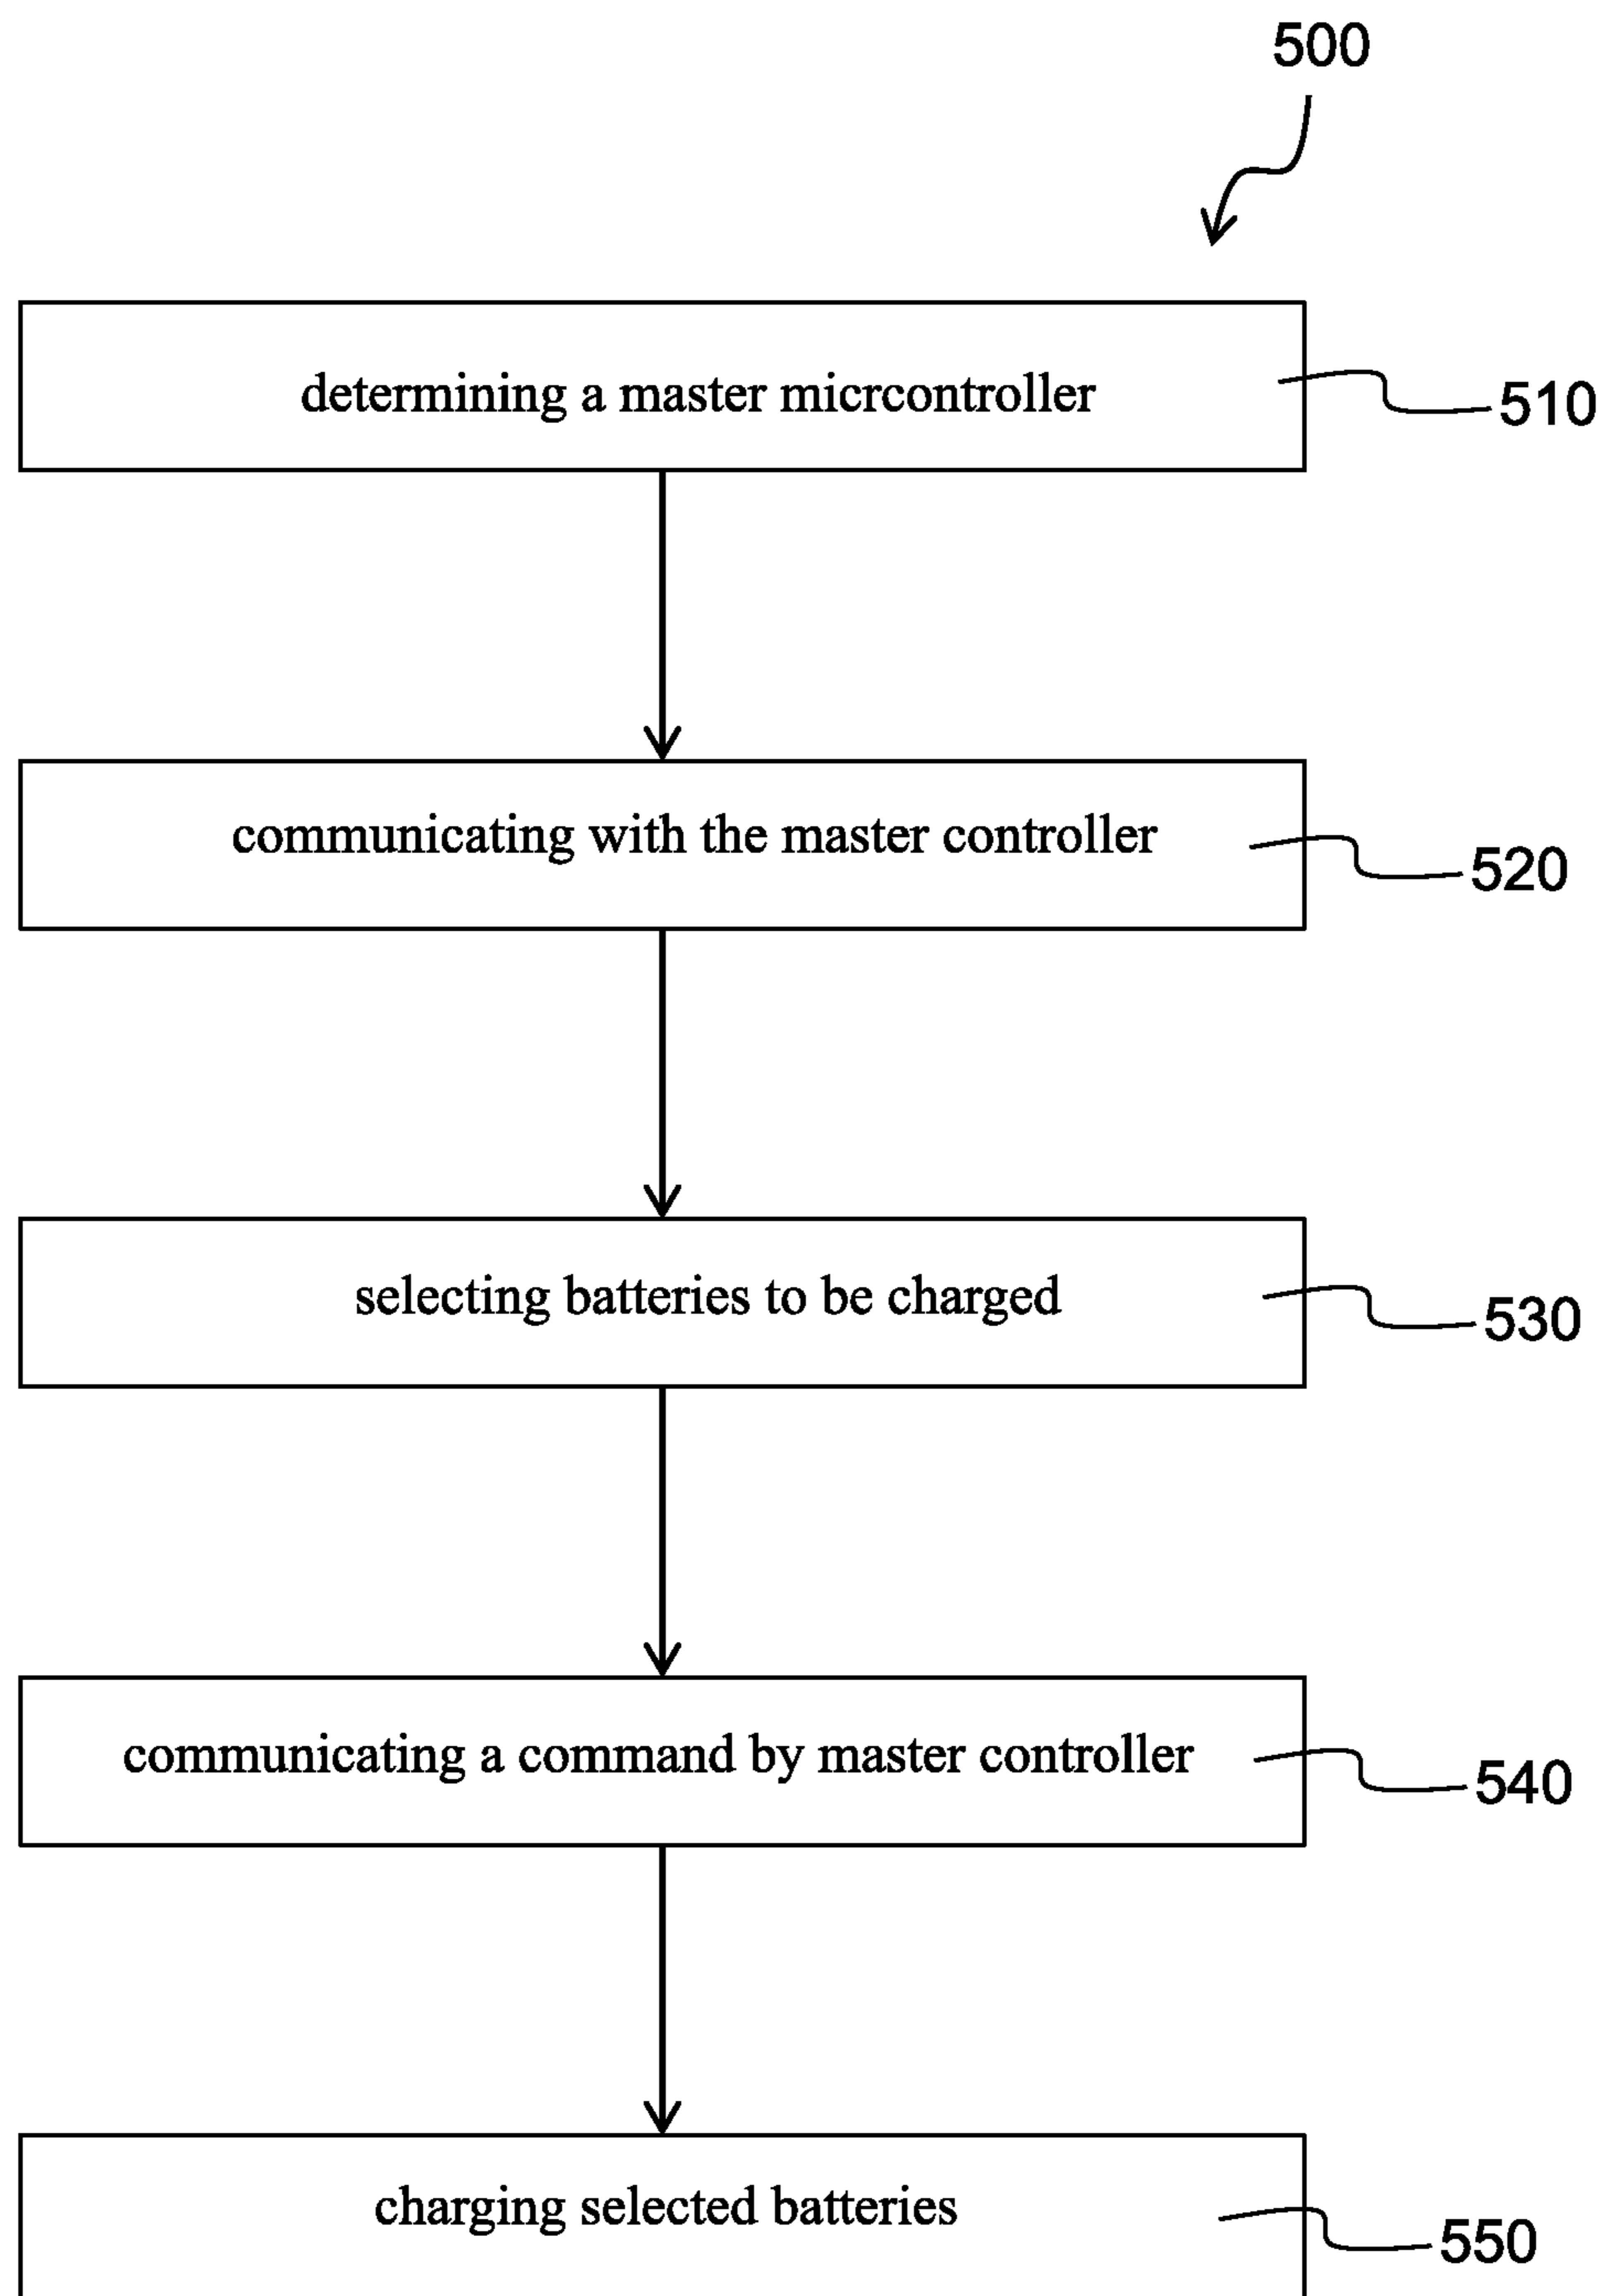 500
determining a master micrcontroller
510
communicating with the master controller
520
selecting batteries to be charged
530
communicating a command by master controller
540
charging selected batteries
550